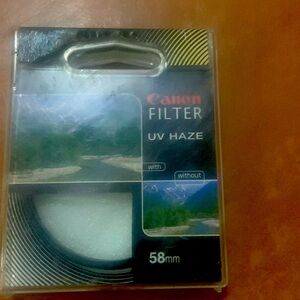 Canon
FILTER
UV HAZE
with
without
58mm